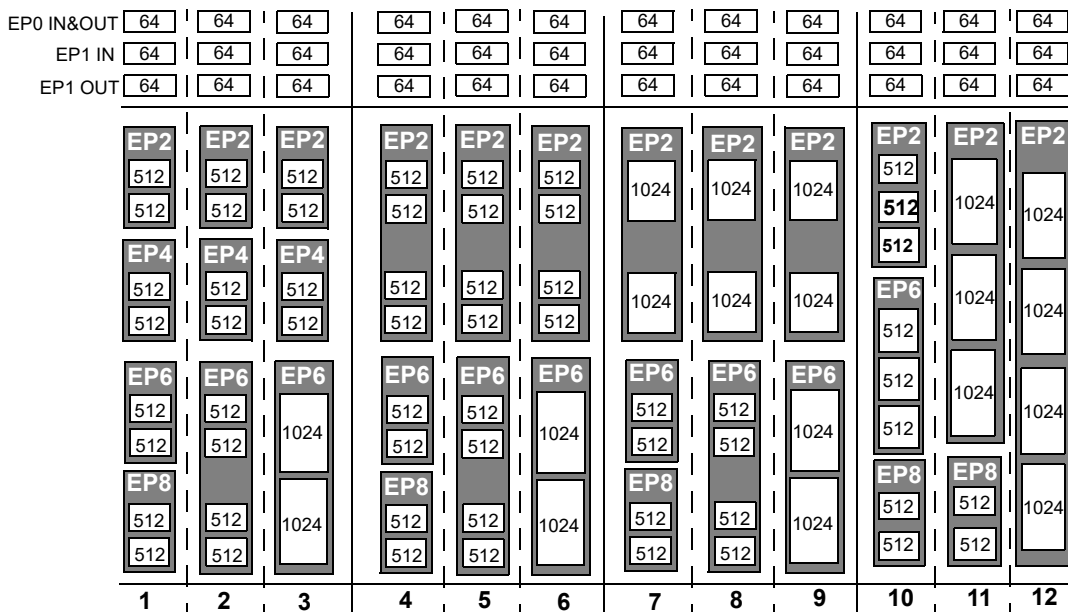 EP0 IN&OUT 64 64 64 64 64 64 64 64 64 64 64 64
EP1 IN 64 64 64 64 64 64 64 64 64 64 64 64
EP1 OUT 64 64 64 64 64 64 64 64 64 64 64 64
EP2 EP2 EP2 EP2 EP2 EP2 EP2 EP2 EP2 EP2 EP2 EP2
512 512 512 512 512 512 1024 1024 1024 512
512 512 512 512 512 512 512 1024 1024
EP4 EP4 EP4 512
512 512 512 512 512 512 1024 1024 1024 EP6 1024 1024
512 512 512 512 512 512 512
EP6 EP6 EP6 EP6 EP6 EP6 EP6 EP6 EP6 512 1024
512 512 512 512 512 512 1024
512 512 1024 512 512 1024 512 512 1024 512
EP8 EP8 EP8 EP8 EP8
512 512 1024 512 512 1024 512 512 1024 512 512 1024
512 512 512 512 512 512 512 512
1 2 3 4 5 6 7 8 9 10 11 12